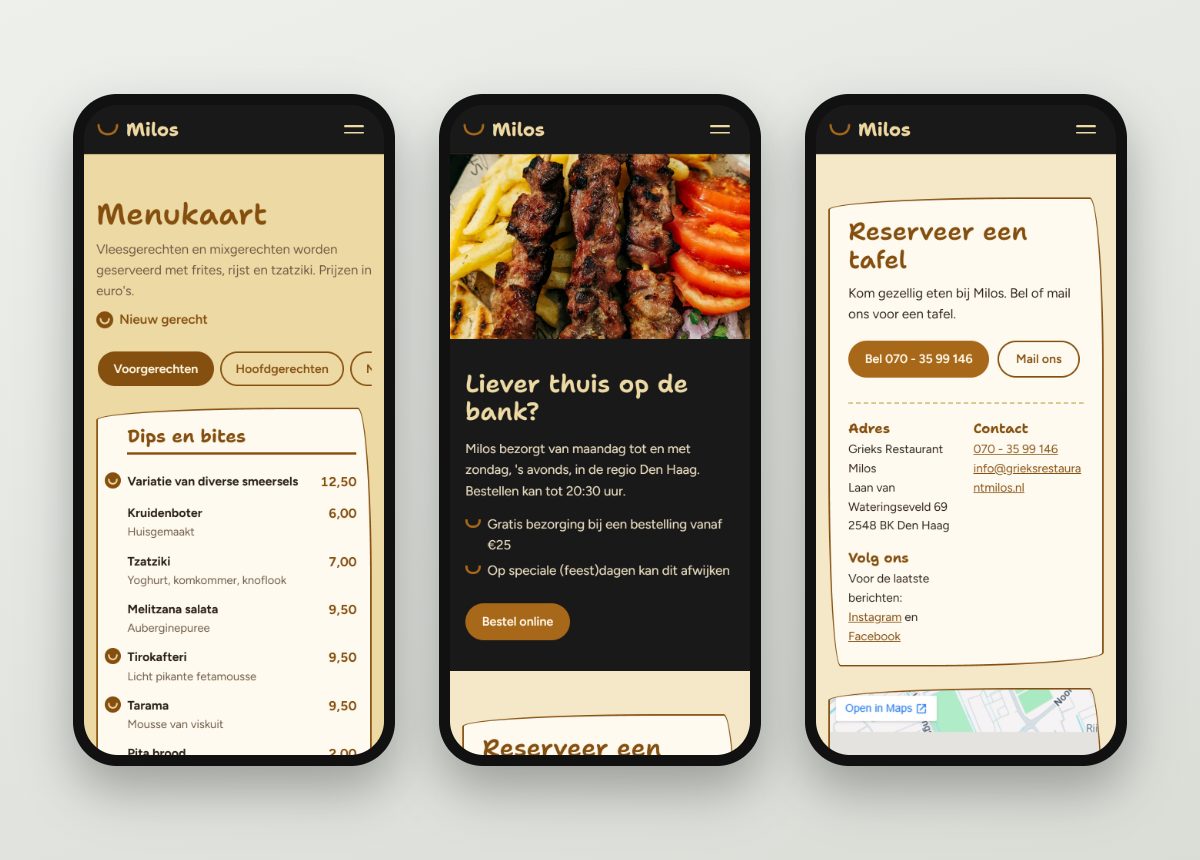 Milos
Menukaart
Vleesgerechten en mixgerechten worden
geserveerd met frites, rijst en tzatziki. Prijzen in
euro's.
Nieuw gerecht
Voorgerechten
Hoofdgerechten
Dips en bites
Variatie van diverse smeersels 12,50
Kruidenboter 6,00
Huisgemaakt
Tzatziki 7,00
Yoghurt, komkommer, knoflook
Melitzana salata 9,50
Auberginepuree
Tirokafteri 9,50
Licht pikante fetamousse
Tarama 9,50
Mousse van viskuit
Pita brood 2,00
Milos
Liever thuis op de
bank?
Milos bezorgt van maandag tot en met
zondag, 's avonds, in de regio Den Haag.
Bestellen kan tot 20:30 uur.
Gratis bezorging bij een bestelling vanaf
€25
Op speciale (feest)dagen kan dit afwijken
Bestel online
Reserveer een
Milos
Reserveer een
tafel
Kom gezellig eten bij Milos. Bel of mail
ons voor een tafel.
Bel 070 - 35 99 146
Mail ons
Adres
Grieks Restaurant
Milos
Laan van
Wateringseveld 69
2548 BK Den Haag
Contact
070 - 35 99 146
info@grieksrestaura
ntmilos.nl
Volg ons
Voor de laatste
berichten:
Instagram en
Facebook
Open in Maps